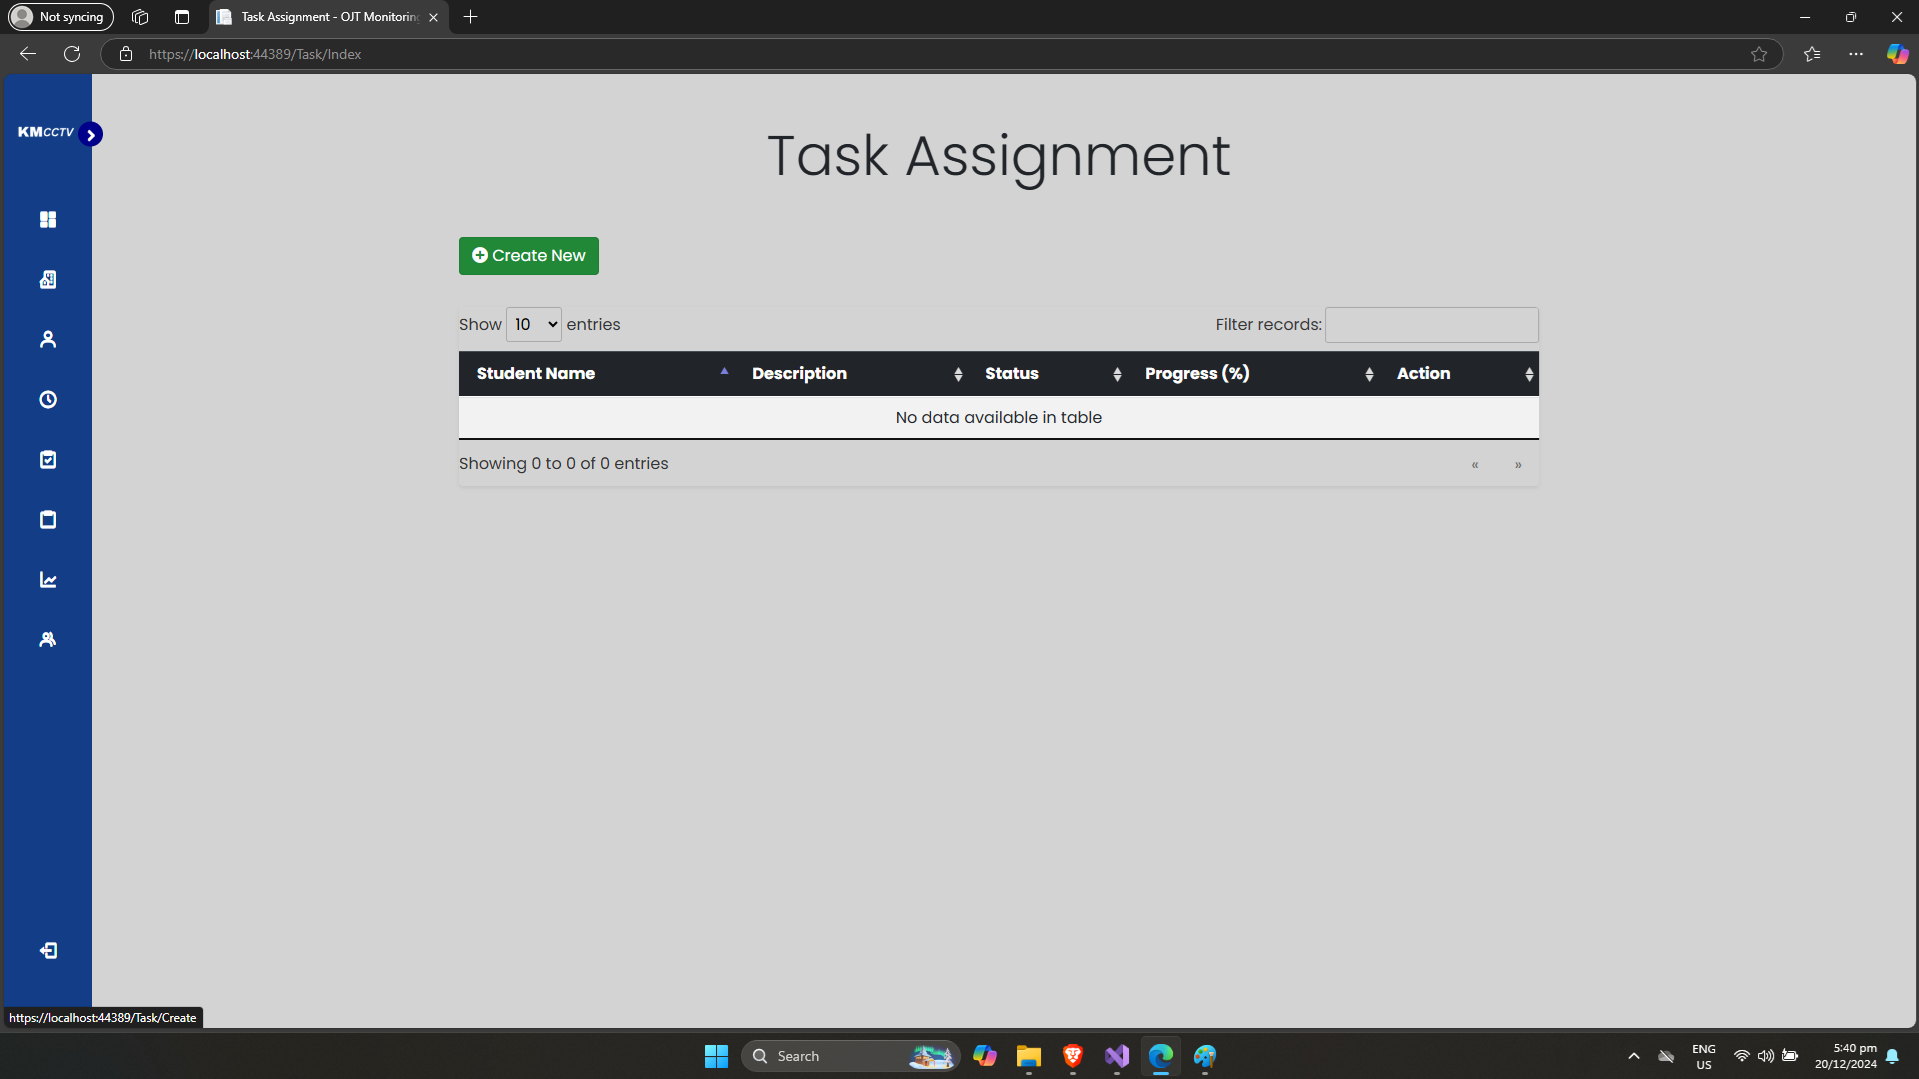 Not syncing
Task Assignment - OJT Monitoring
https://localhost:44389/Task/Index
KMCCTV
Task Assignment
Create New
Show 10 entries
Filter records:
Student Name Description Status Progress (%) Action
No data available in table
Showing 0 to 0 of 0 entries
« »
https://localhost:44389/Task/Create
Search
ENG
US
5:40 pm
20/12/2024